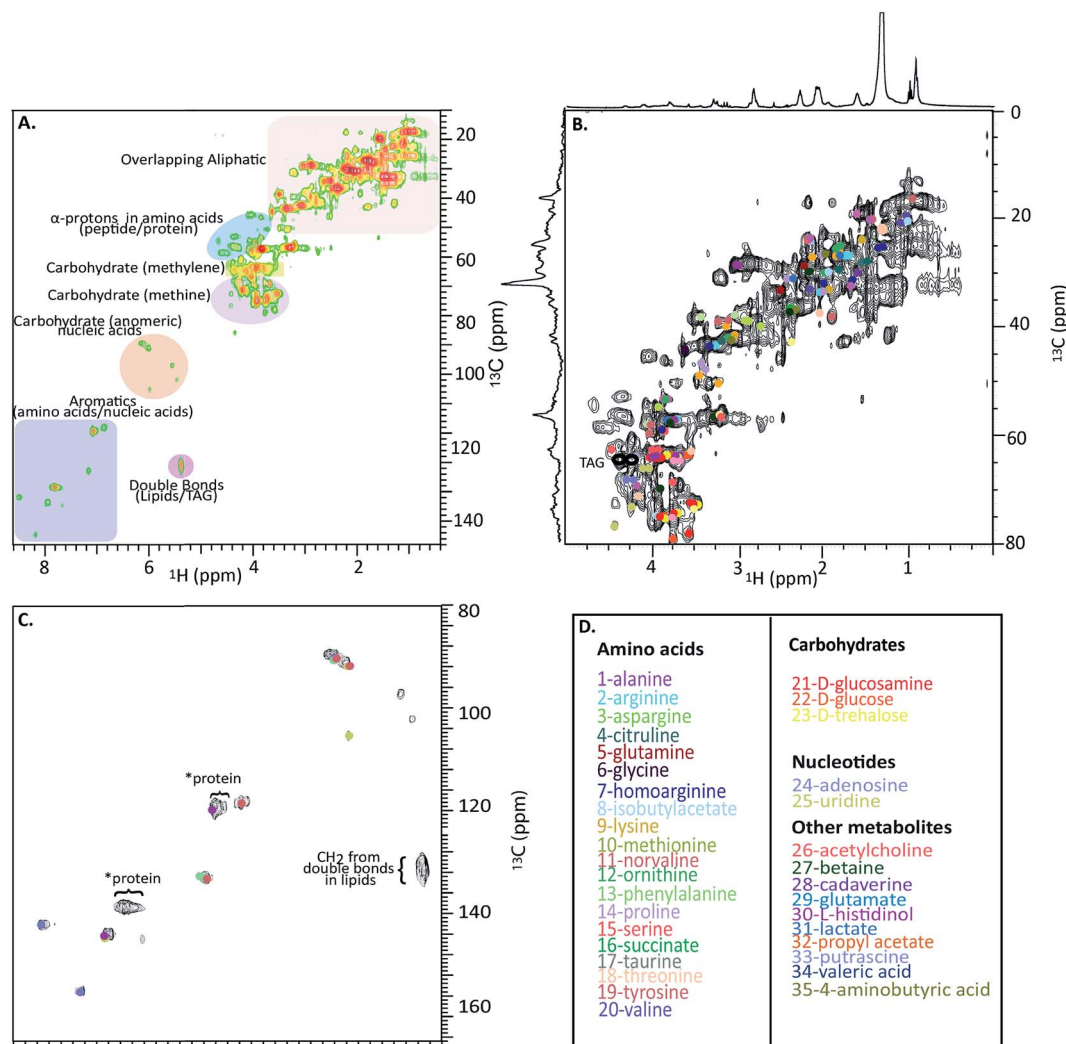 A.
Overlapping Aliphatic
α-protons in amino acids
(peptide/protein)
Carbohydrate (methylene)
Carbohydrate (methine)
Carbohydrate (anomeric)
nucleic acids
Aromatics
(amino acids/nucleic acids)
Double Bonds
(Lipids/TAG)
20
40
60
80
100
120
140
13C (ppm)
8
6
4
2
1H (ppm)
B.
TAG
0
20
40
60
80
13C (ppm)
4
3
2
1
1H (ppm)
C.
*protein
*protein
CH2 from
double bonds
in lipids
80
100
120
140
160
13C (ppm)
D.
Amino acids
1-alanine
2-arginine
3-aspargine
4-citruline
5-glutamine
6-glycine
7-homoarginine
8-isobutylacetate
9-lysine
10-methionine
11-norvaline
12-ornithine
13-phenylalanine
14-proline
15-serine
16-succinate
17-taurine
18-threonine
19-tyrosine
20-valine
Carbohydrates
21-D-glucosamine
22-D-glucose
23-D-trehalose
Nucleotides
24-adenosine
25-uridine
Other metabolites
26-acetylcholine
27-betaine
28-cadaverine
29-glutamate
30-L-histidinol
31-lactate
32-propyl acetate
33-putrascine
34-valeric acid
35-4-aminobutyric acid